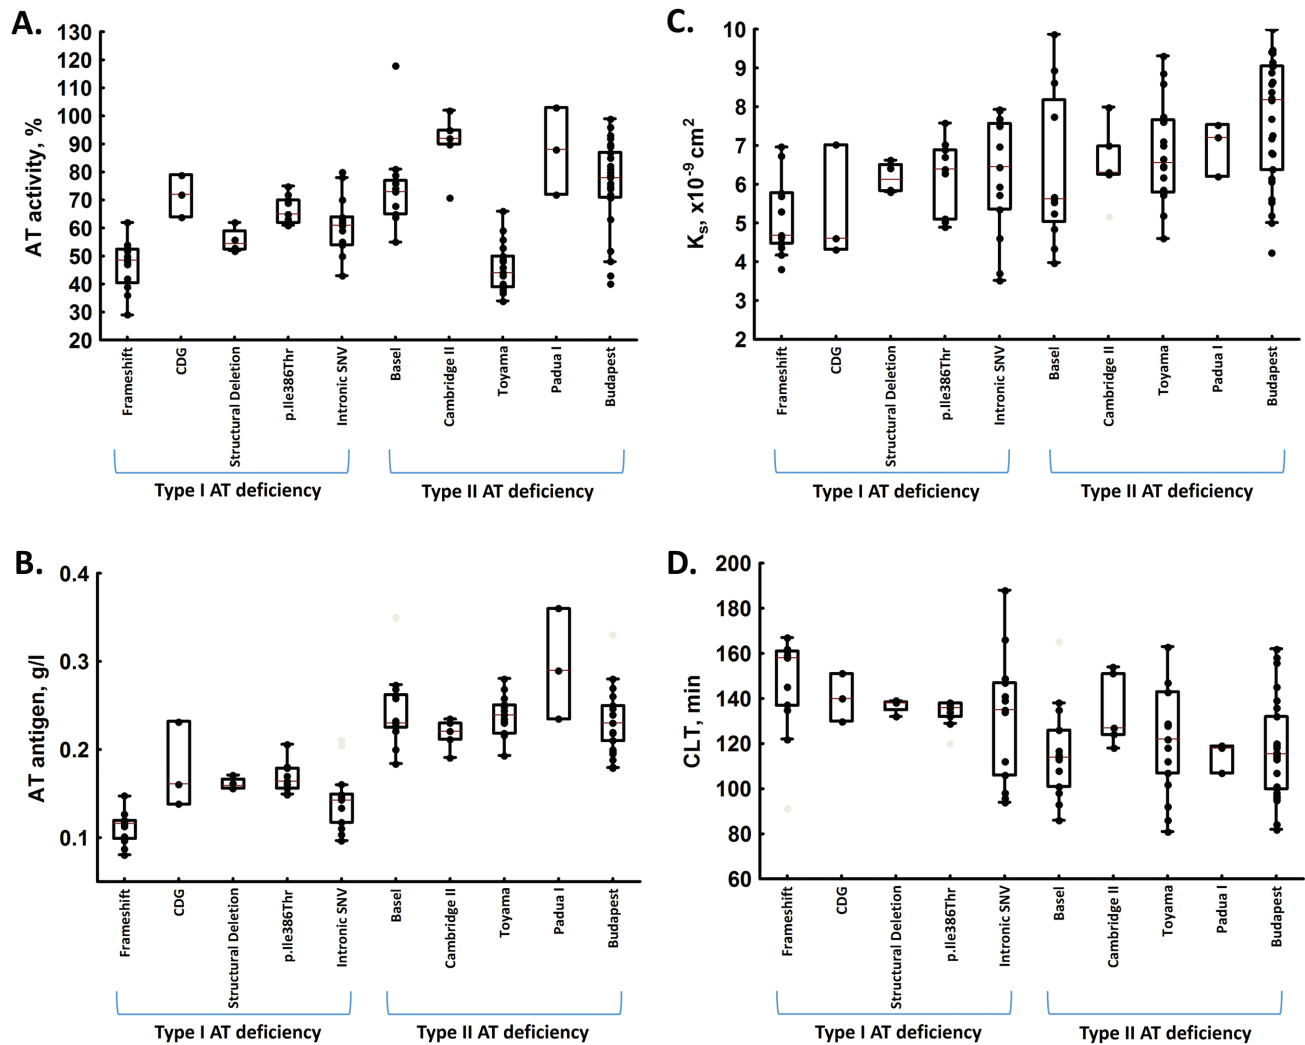 A.
AT activity, %
130
120
110
100
90
80
70
60
50
40
30
20
Frameshift
CDG
Structural Deletion
p.Ile386Thr
Intronic SNV
Basel
Cambridge II
Toyama
Padua I
Budapest
Type I AT deficiency
Type II AT deficiency
C.
Ks, x10-9 cm2
10
9
8
7
6
5
4
3
2
Frameshift
CDG
Structural Deletion
p.Ile386Thr
Intronic SNV
Basel
Cambridge II
Toyama
Padua I
Budapest
Type I AT deficiency
Type II AT deficiency
B.
AT antigen, g/l
0.4
0.3
0.2
0.1
Frameshift
CDG
Structural Deletion
p.Ile386Thr
Intronic SNV
Basel
Cambridge II
Toyama
Padua I
Budapest
Type I AT deficiency
Type II AT deficiency
D.
CLT, min
200
180
160
140
120
100
80
60
Frameshift
CDG
Structural Deletion
p.Ile386Thr
Intronic SNV
Basel
Cambridge II
Toyama
Padua I
Budapest
Type I AT deficiency
Type II AT deficiency